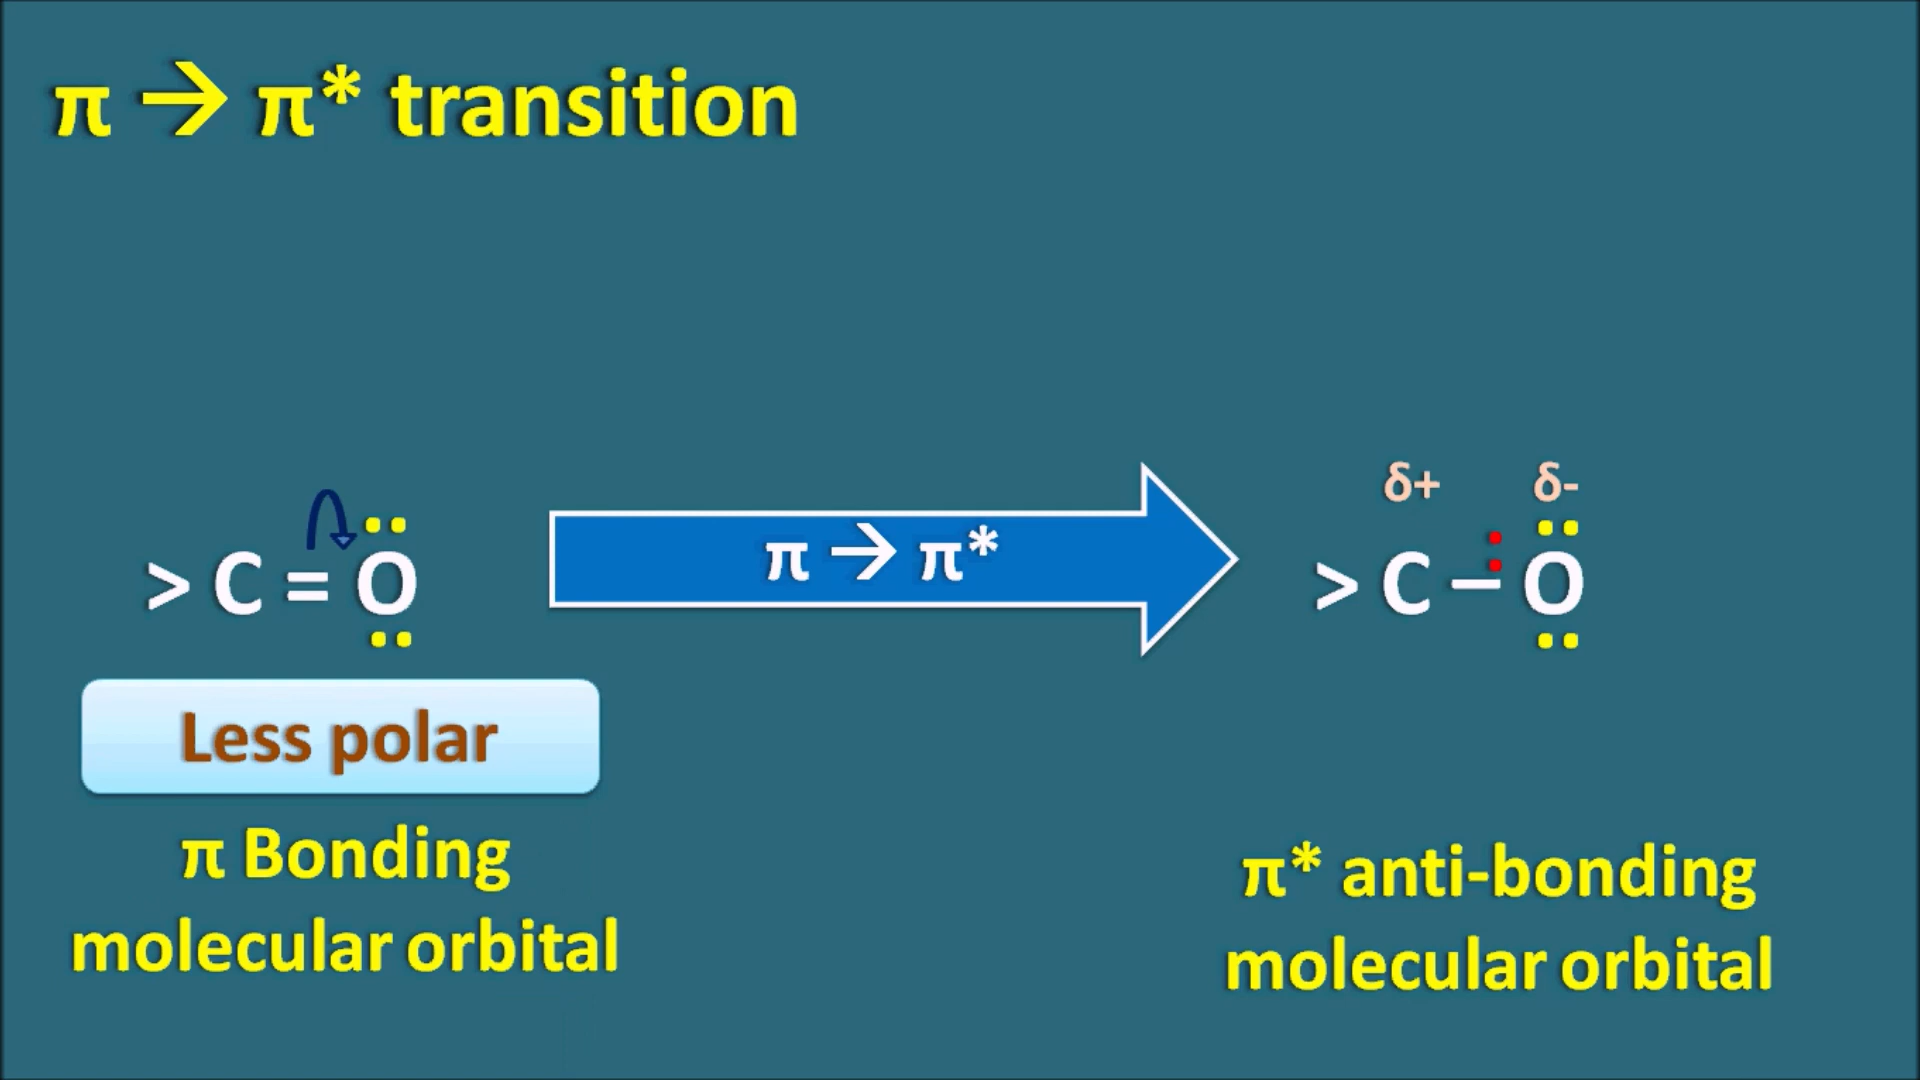 π → π* transition
δ+ δ-
> C = O
π → π*
> C – O
Less polar
π Bonding
molecular orbital
π* anti-bonding
molecular orbital